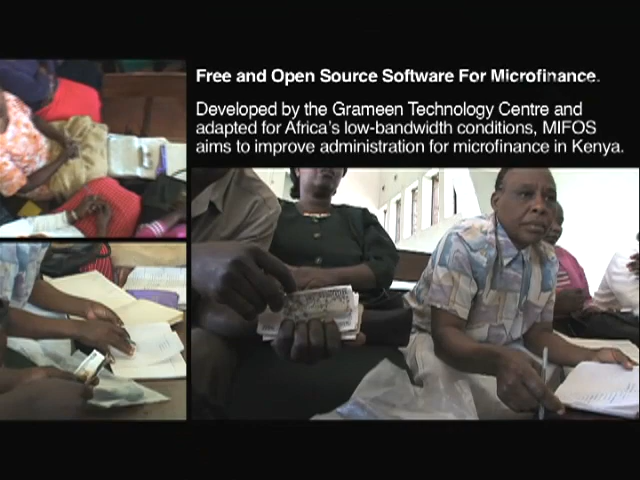 Free and Open Source Software For Microfinance.
Developed by the Grameen Technology Centre and
adapted for Africa's low-bandwidth conditions, MIFOS
aims to improve administration for microfinance in Kenya.